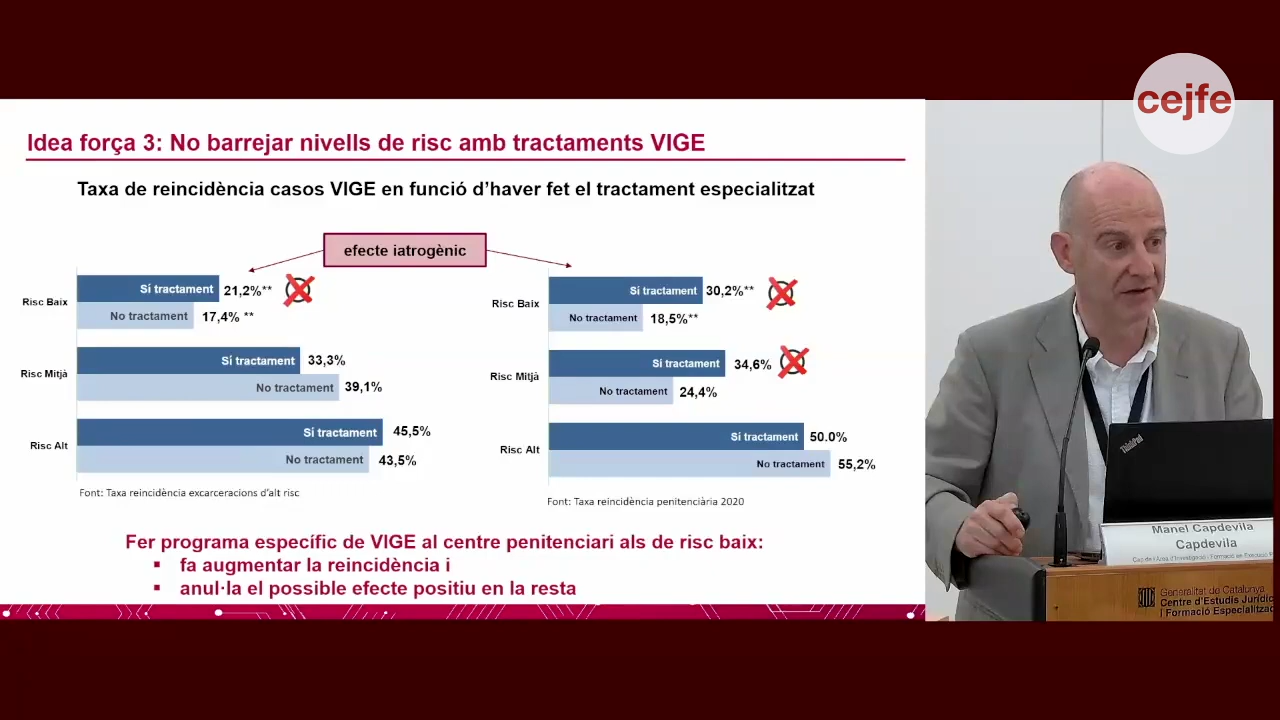 cejfe
Idea força 3: No barrejar nivells de risc amb tractaments VIGE
Taxa de reincidència casos VIGE en funció d'haver fet el tractament especialitzat
efecte iatrogènic
Risc Baix
Sí tractament 21,2%**
No tractament 17,4% **
Risc Mitjà
Sí tractament 33,3%
No tractament 39,1%
Risc Alt
Sí tractament 45,5%
No tractament 43,5%
Font: Taxa reincidència excarceracions d'alt risc
Risc Baix
Sí tractament 30,2%**
No tractament 18,5%**
Risc Mitjà
Sí tractament 34,6%
No tractament 24,4%
Risc Alt
Sí tractament 50.0%
No tractament 55,2%
Font: Taxa reincidència penitenciària 2020
Fer programa específic de VIGE al centre penitenciari als de risc baix:
▪ fa augmentar la reincidència i
▪ anul·la el possible efecte positiu en la resta
ThinkPad
Manel Capdevila
Capdevila
Generalitat de Catalunya
Centre d'Estudis Jurídic
i Formació Especialitzad